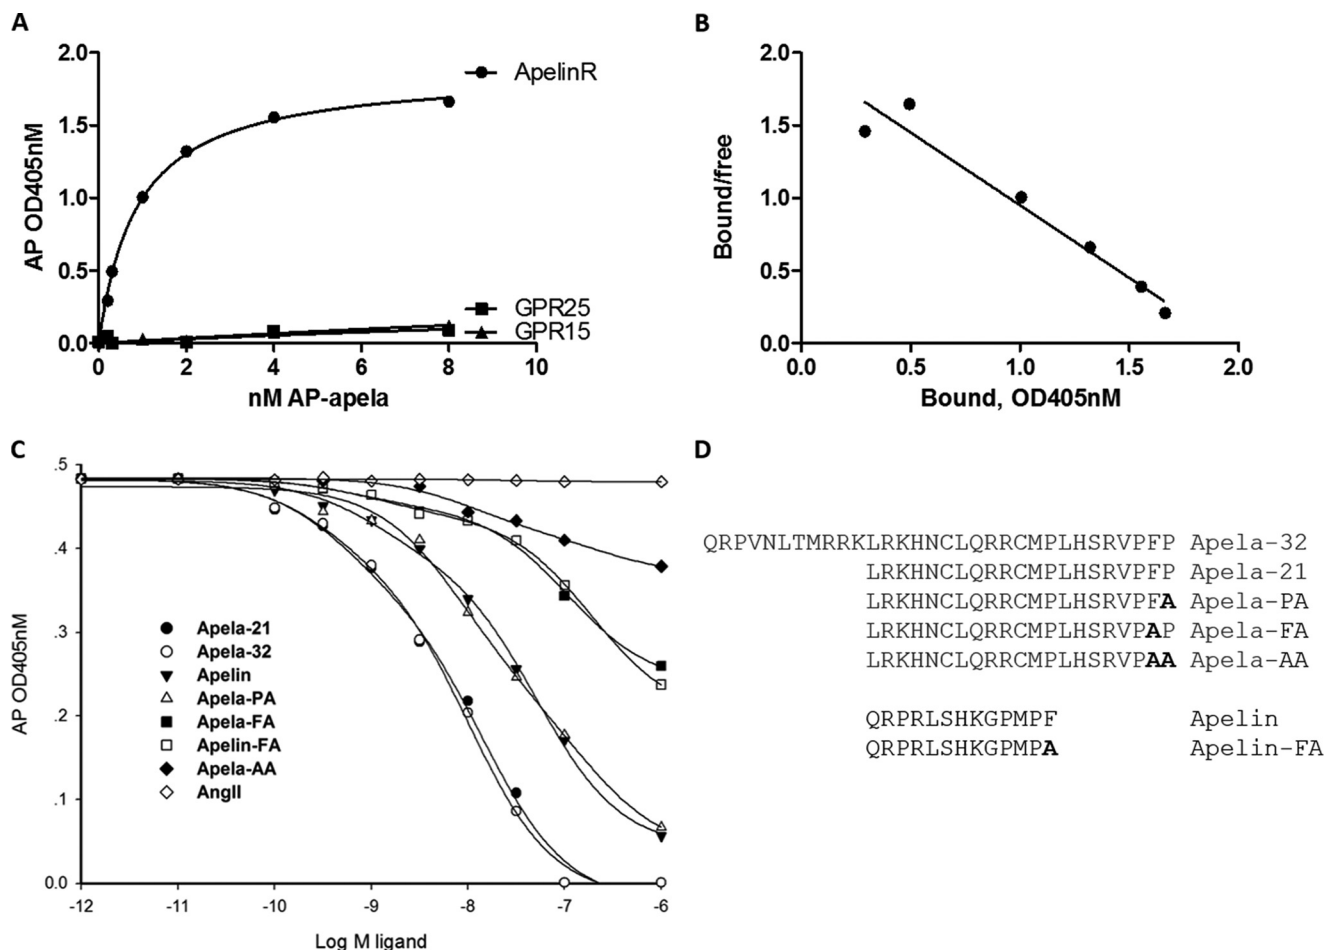 A
2.0
1.5
1.0
0.5
0.0
AP OD405nM
0
2
4
6
8
10
nM AP-apela
ApelinR
GPR25
GPR15
B
2.0
1.5
1.0
0.5
0.0
Bound/free
0.0
0.5
1.0
1.5
2.0
Bound, OD405nM
C
.5
.4
.3
.2
.1
0.0
AP OD405nM
-12
-11
-10
-9
-8
-7
-6
Log M ligand
Apela-21
Apela-32
Apelin
Apela-PA
Apela-FA
Apelin-FA
Apela-AA
AngII
D
QRPVNLTMRRKLRKHNCLQRRCMPLHSRVPFP Apela-32
LRKHNCLQRRCMPLHSRVPFP Apela-21
LRKHNCLQRRCMPLHSRVPFA Apela-PA
LRKHNCLQRRCMPLHSRVPAP Apela-FA
LRKHNCLQRRCMPLHSRVPAA Apela-AA
QRPRLSHKGPMPF Apelin
QRPRLSHKGPMPA Apelin-FA